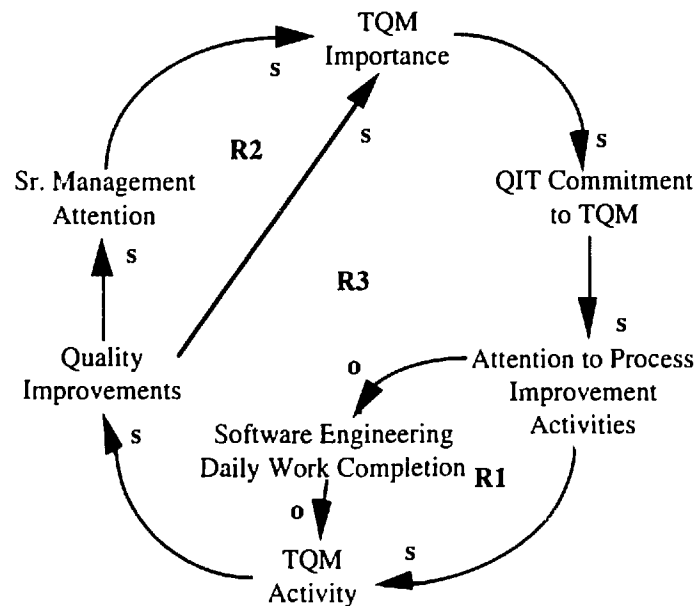 TQM
Importance
s
s
R2
s
Sr. Management
Attention
QIT Commitment
to TQM
s
R3
s
Quality
Improvements
o
Attention to Process
Improvement
Activities
s
Software Engineering
Daily Work Completion
R1
o
s
TQM
Activity